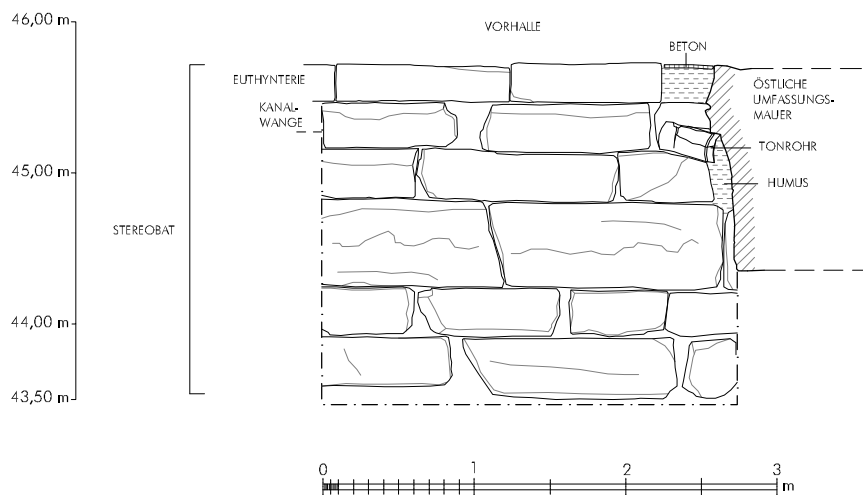 46,00 m
VORHALLE
BETON
EUTHYNTERIE
ÖSTLICHE
UMFASSUNGS-
MAUER
KANAL-
WANGE
TONROHR
45,00 m
HUMUS
STEREOBAT
44,00 m
43,50 m
0 1 2 3
m